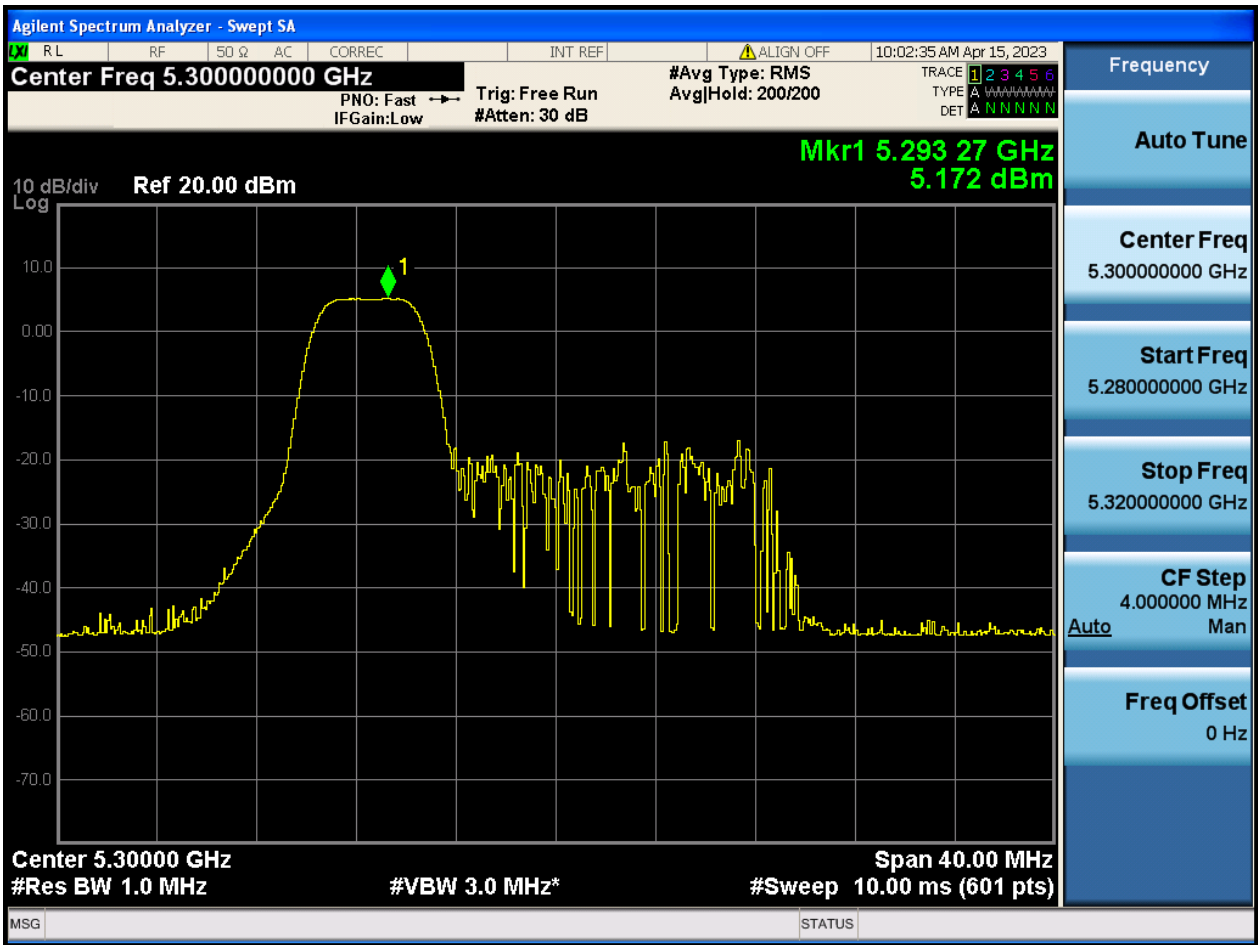 Agilent Spectrum Analyzer - Swept SA
LXI RL RF 50 Ω AC CORREC INT REF ALIGN OFF 10:02:35 AM Apr 15, 2023
Center Freq 5.300000000 GHz
PNO: Fast
IFGain:Low
Trig: Free Run
#Atten: 30 dB
#Avg Type: RMS
Avg|Hold: 200/200
TRACE 1 2 3 4 5 6
TYPE A WWWWW
DET A N N N N N
Mkr1 5.293 27 GHz
5.172 dBm
10 dB/div Ref 20.00 dBm
Log
1
10.0
0.00
-10.0
-20.0
-30.0
-40.0
-50.0
-60.0
-70.0
Center 5.30000 GHz Span 40.00 MHz
#Res BW 1.0 MHz #VBW 3.0 MHz* #Sweep 10.00 ms (601 pts)
MSG STATUS
Frequency
Auto Tune
Center Freq
5.300000000 GHz
Start Freq
5.280000000 GHz
Stop Freq
5.320000000 GHz
CF Step
4.000000 MHz
Auto Man
Freq Offset
0 Hz